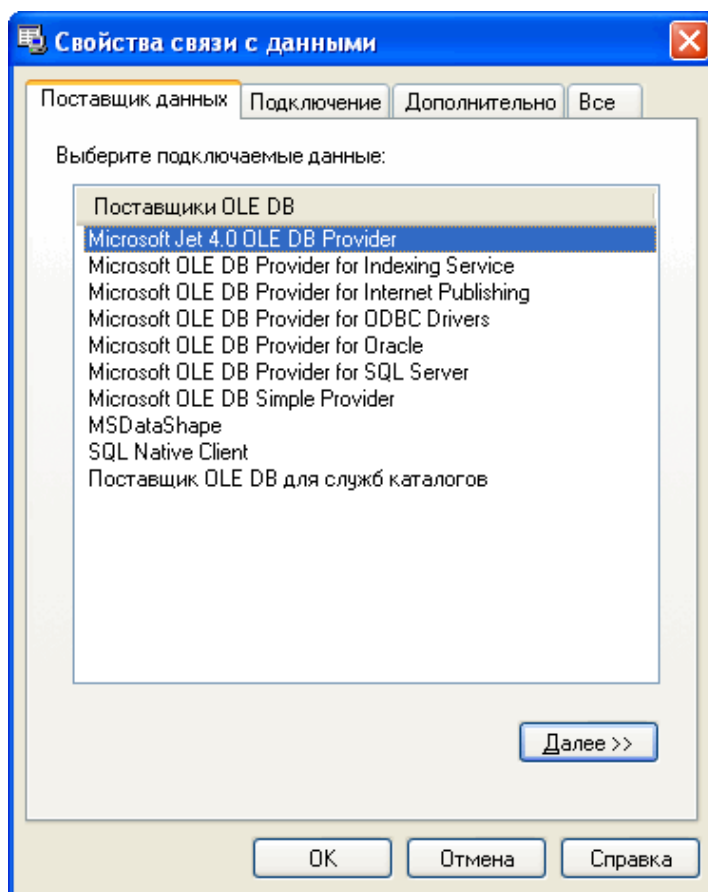 Свойства связи с данными
Поставщик данных Подключение Дополнительно Все
Выберите подключаемые данные:
Поставщики OLE DB
Microsoft Jet 4.0 OLE DB Provider
Microsoft OLE DB Provider for Indexing Service
Microsoft OLE DB Provider for Internet Publishing
Microsoft OLE DB Provider for ODBC Drivers
Microsoft OLE DB Provider for Oracle
Microsoft OLE DB Provider for SQL Server
Microsoft OLE DB Simple Provider
MSDataShape
SQL Native Client
Поставщик OLE DB для служб каталогов
Далее >>
OK Отмена Справка